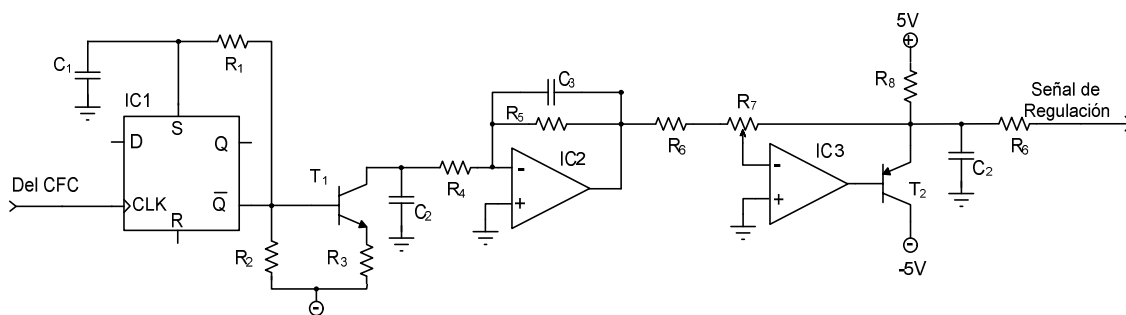 5V
+
C1
R1
R8
Señal de
Regulación
IC1
S
D
Q
C3
R5
R7
R6
R6
Del CFC
CLK
Q
R
T1
R4
C2
-
+
IC2
-
+
IC3
T2
C2
R2
R3
-
-
-5V